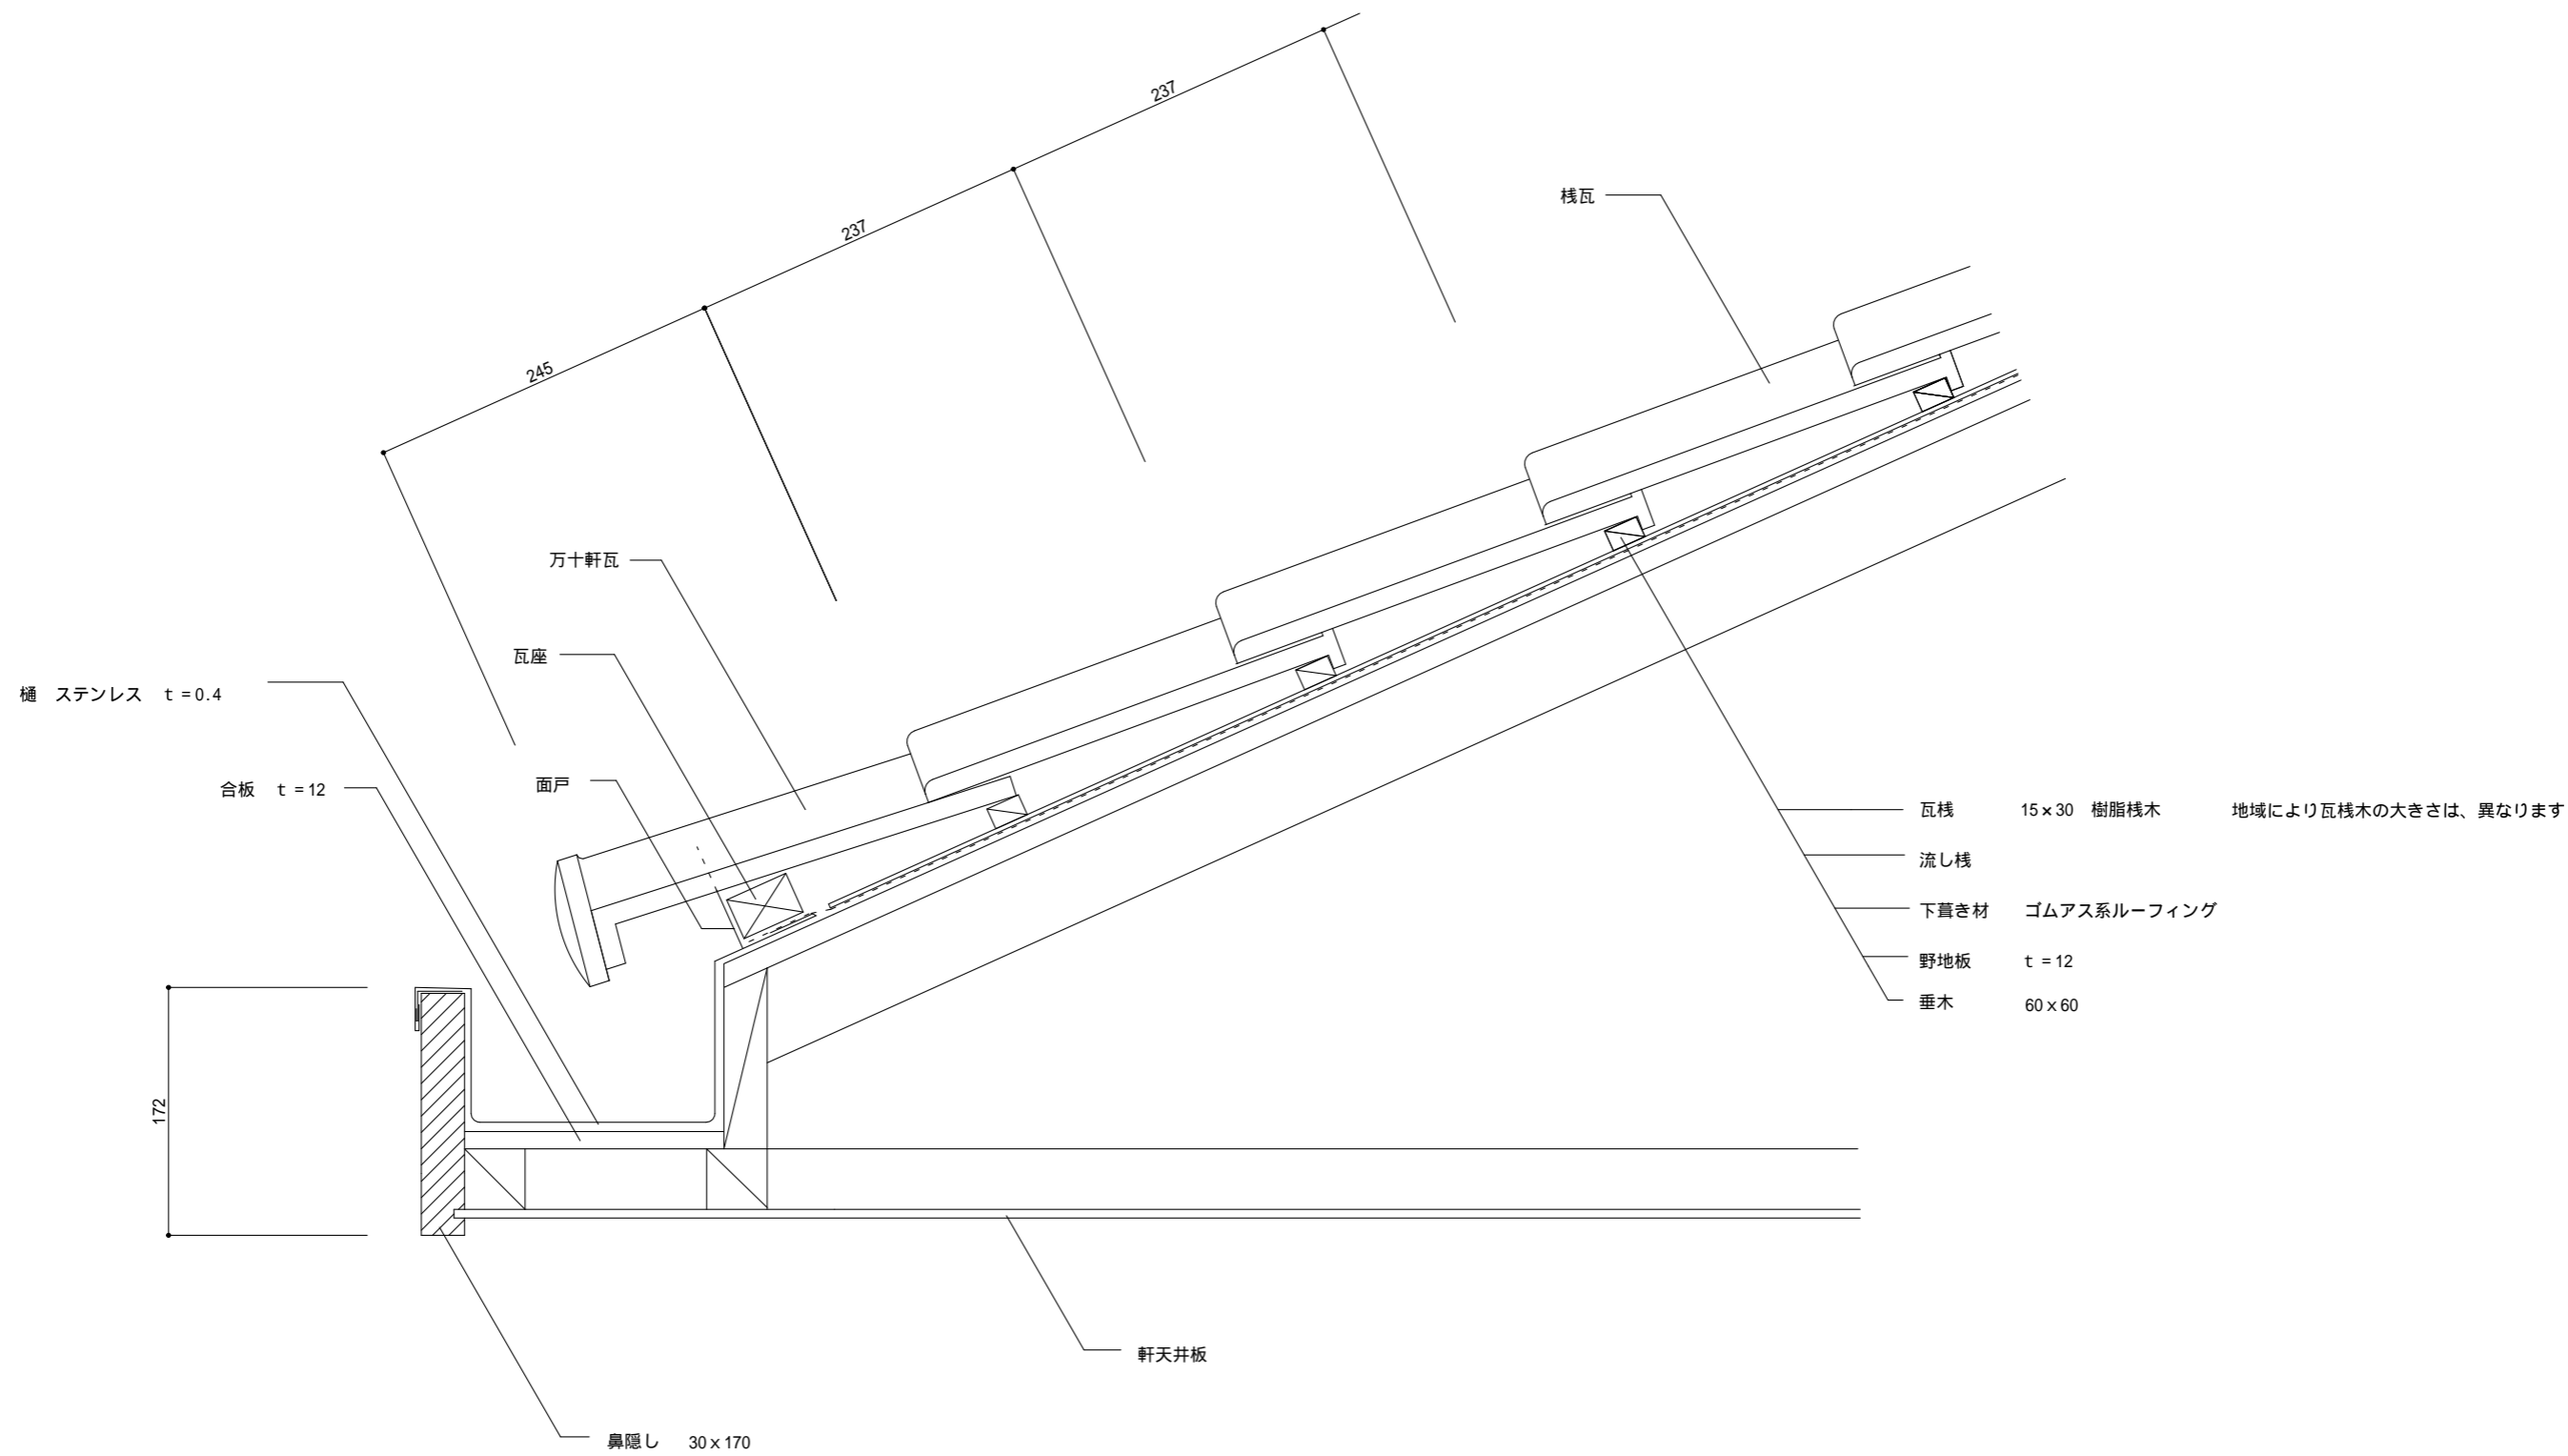 237
237
245
桟瓦
万十軒瓦
瓦座
樋　ステンレス　ｔ＝0.4
面戸
合板　ｔ＝12
瓦桟　15×30　樹脂桟木　地域により瓦桟木の大きさは、異なります
流し桟
下葺き材　ゴムアス系ルーフィング
野地板　ｔ＝12
垂木　60×60
172
軒天井板
鼻隠し　30×170